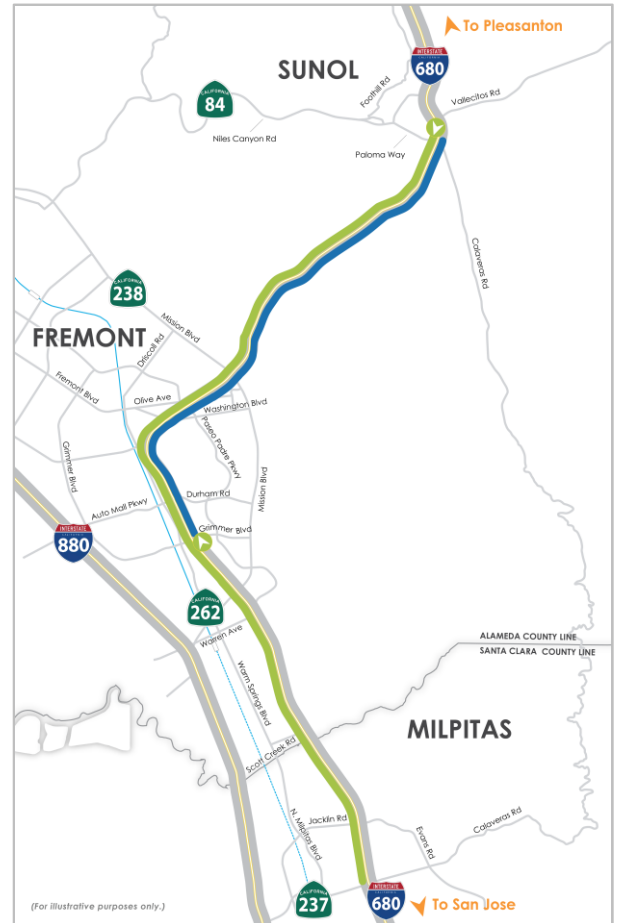 To Pleasanton
INTERSTATE
CALIFORNIA
680
SUNOL
CALIFORNIA
84
Foothill Rd
Vallecitos Rd
Niles Canyon Rd
Paloma Way
Calaveras Rd
CALIFORNIA
238
Mission Blvd
FREMONT
Driscoll Rd
Fremont Blvd
Olive Ave
Washington Blvd
Paseo Padre Pkwy
Grimmer Blvd
Mission Blvd
Durham Rd
Auto Mall Pkwy
Grimmer Blvd
INTERSTATE
CALIFORNIA
880
CALIFORNIA
262
Warren Ave
ALAMEDA COUNTY LINE
SANTA CLARA COUNTY LINE
Warm Springs Blvd
MILPITAS
Scott Creek Rd
Jacklin Rd
N. Milpitas Blvd
Evans Rd
Calaveras Rd
CALIFORNIA
237
INTERSTATE
CALIFORNIA
680
To San Jose
(For illustrative purposes only.)